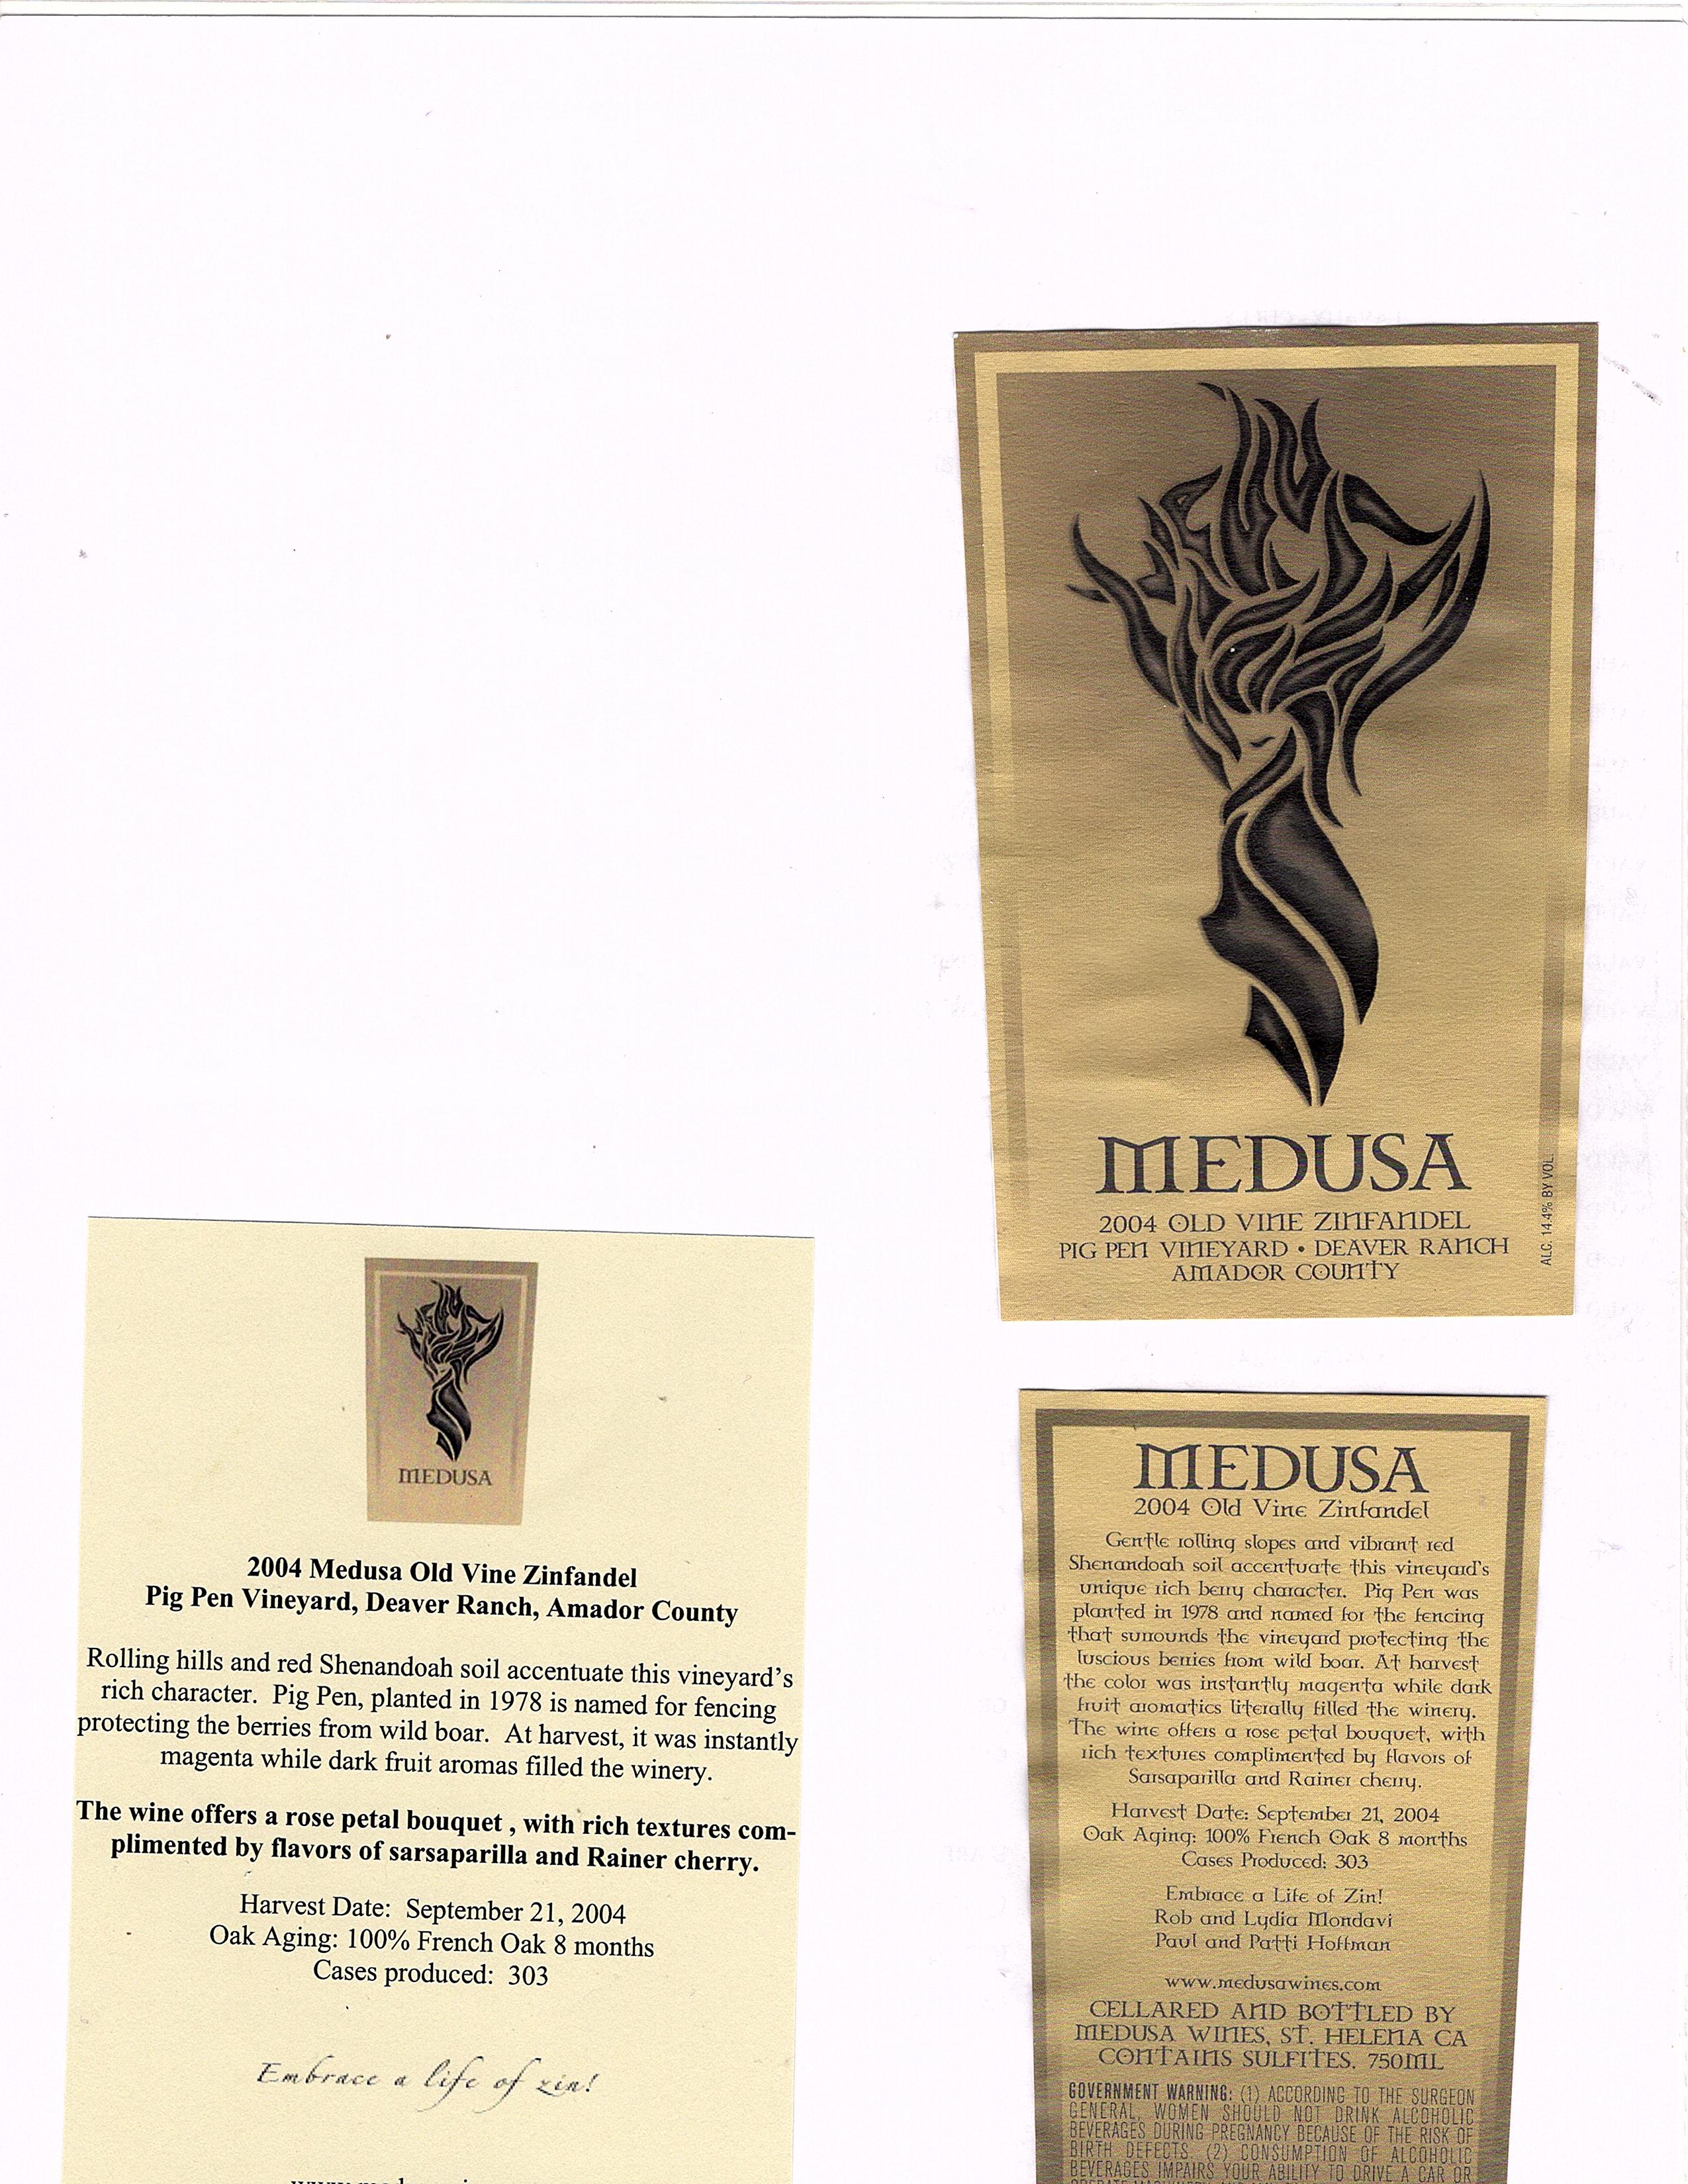 MEDUSA
2004 OLD VINE ZINFANDEL
PIG PEN VINEYARD • DEAVER RANCH
AMADOR COUNTY
ALC. 14.4% BY VOL.
MEDUSA
2004 Medusa Old Vine Zinfandel
Pig Pen Vineyard, Deaver Ranch, Amador County
Rolling hills and red Shenandoah soil accentuate this vineyard's
rich character. Pig Pen, planted in 1978 is named for fencing
protecting the berries from wild boar. At harvest, it was instantly
magenta while dark fruit aromas filled the winery.
The wine offers a rose petal bouquet , with rich textures com-
plimented by flavors of sarsaparilla and Rainer cherry.
Harvest Date: September 21, 2004
Oak Aging: 100% French Oak 8 months
Cases produced: 303
Embrace a life of zin!
MEDUSA
2004 Old Vine Zinfandel
Gentle rolling slopes and vibrant red
Shenandoah soil accentuate this vineyard's
unique rich berry character. Pig Pen was
planted in 1978 and named for the fencing
that surrounds the vineyard protecting the
luscious berries from wild boar. At harvest
the color was instantly magenta while dark
fruit aromatics literally filled the winery.
The wine offers a rose petal bouquet, with
rich textures complimented by flavors of
Sarsaparilla and Rainer cherry.
Harvest Date: September 21, 2004
Oak Aging: 100% French Oak 8 months
Cases Produced: 303
Embrace a Life of Zin!
Rob and Lydia Mondavi
Paul and Patti Hoffman
www.medusawines.com
CELLARED AND BOTTLED BY
MEDUSA WINES, ST. HELENA CA
CONTAINS SULFITES. 750ML
GOVERNMENT WARNING: (1) ACCORDING TO THE SURGEON
GENERAL, WOMEN SHOULD NOT DRINK ALCOHOLIC
BEVERAGES DURING PREGNANCY BECAUSE OF THE RISK OF
BIRTH DEFECTS. (2) CONSUMPTION OF ALCOHOLIC
BEVERAGES IMPAIRS YOUR ABILITY TO DRIVE A CAR OR